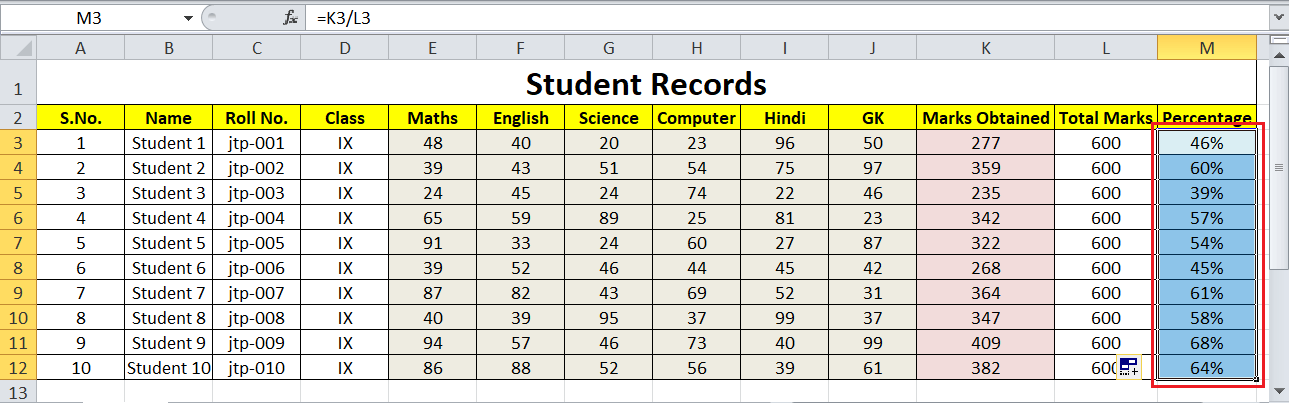 M3 =K3/L3
A B C D E F G H I J K L M
1 Student Records
2 S.No. Name Roll No. Class Maths English Science Computer Hindi GK Marks Obtained Total Marks Percentage
3 1 Student 1 jtp-001 IX 48 40 20 23 96 50 277 600 46%
4 2 Student 2 jtp-002 IX 39 43 51 54 75 97 359 600 60%
5 3 Student 3 jtp-003 IX 24 45 24 74 22 46 235 600 39%
6 4 Student 4 jtp-004 IX 65 59 89 25 81 23 342 600 57%
7 5 Student 5 jtp-005 IX 91 33 24 60 27 87 322 600 54%
8 6 Student 6 jtp-006 IX 39 52 46 44 45 42 268 600 45%
9 7 Student 7 jtp-007 IX 87 82 43 69 52 31 364 600 61%
10 8 Student 8 jtp-008 IX 40 39 95 37 99 37 347 600 58%
11 9 Student 9 jtp-009 IX 94 57 46 73 40 99 409 600 68%
12 10 Student 10 jtp-010 IX 86 88 52 56 39 61 382 600 64%
13